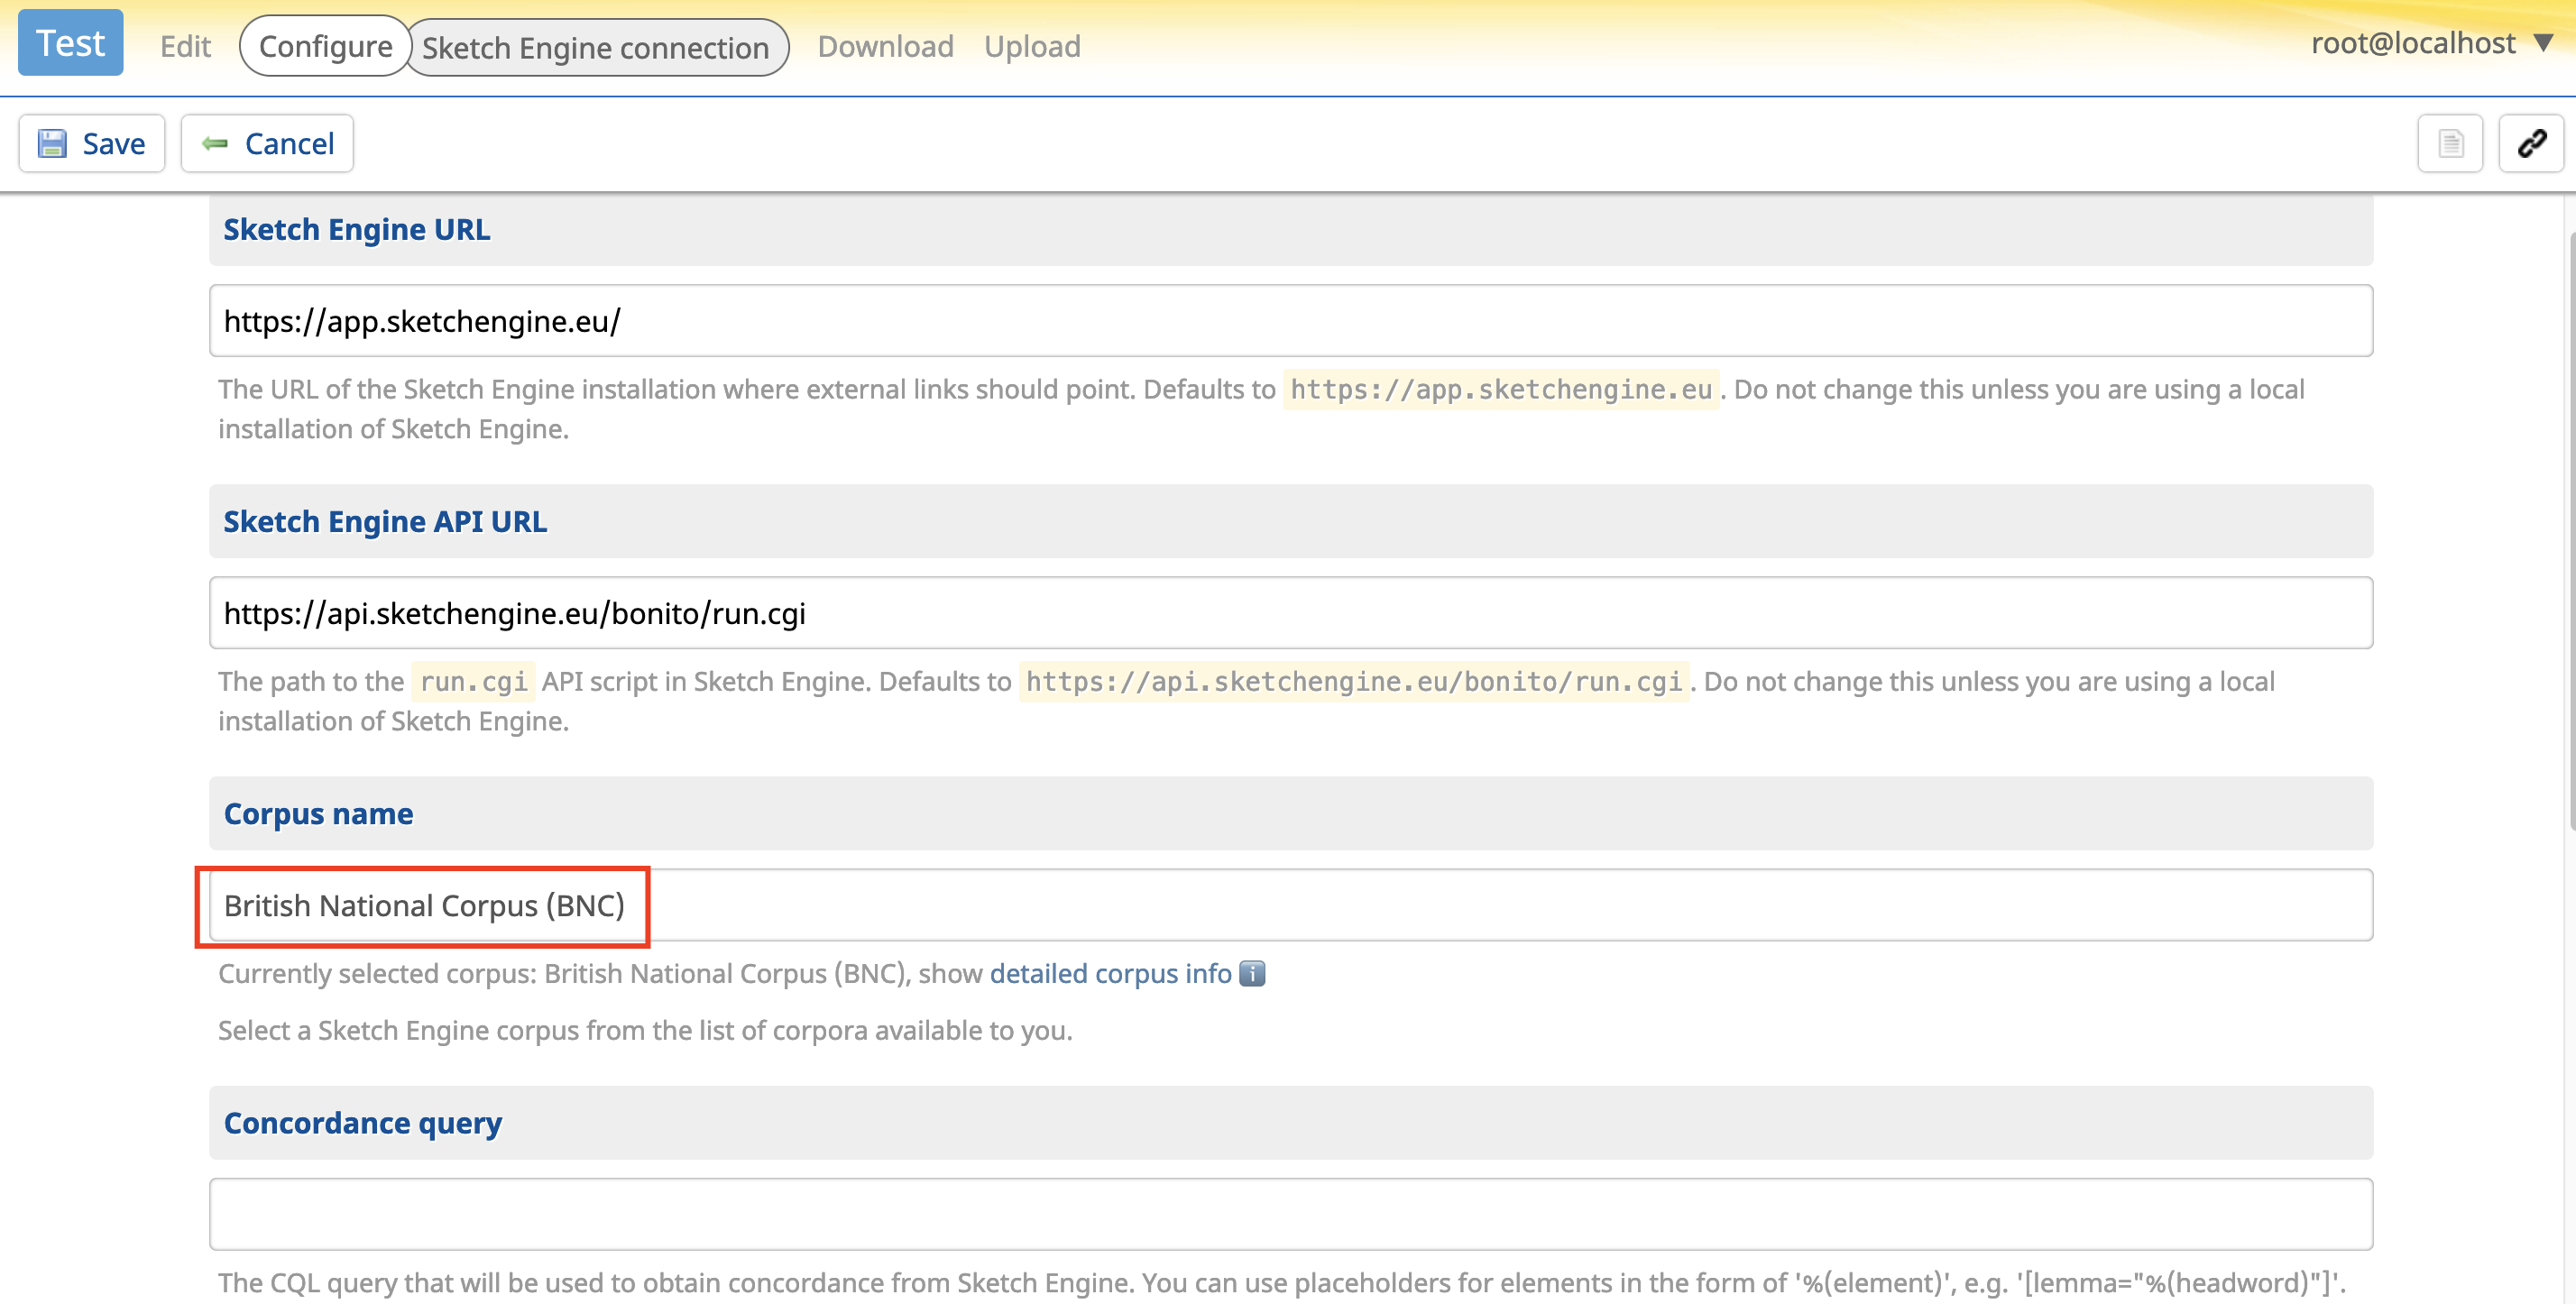 Test Edit Configure Sketch Engine connection Download Upload root@localhost ▼
Save Cancel
Sketch Engine URL
https://app.sketchengine.eu/
The URL of the Sketch Engine installation where external links should point. Defaults to https://app.sketchengine.eu. Do not change this unless you are using a local
installation of Sketch Engine.
Sketch Engine API URL
https://api.sketchengine.eu/bonito/run.cgi
The path to the run.cgi API script in Sketch Engine. Defaults to https://api.sketchengine.eu/bonito/run.cgi. Do not change this unless you are using a local
installation of Sketch Engine.
Corpus name
British National Corpus (BNC)
Currently selected corpus: British National Corpus (BNC), show detailed corpus info i
Select a Sketch Engine corpus from the list of corpora available to you.
Concordance query
The CQL query that will be used to obtain concordance from Sketch Engine. You can use placeholders for elements in the form of '%(element)', e.g. '[lemma="%(headword)"]'.